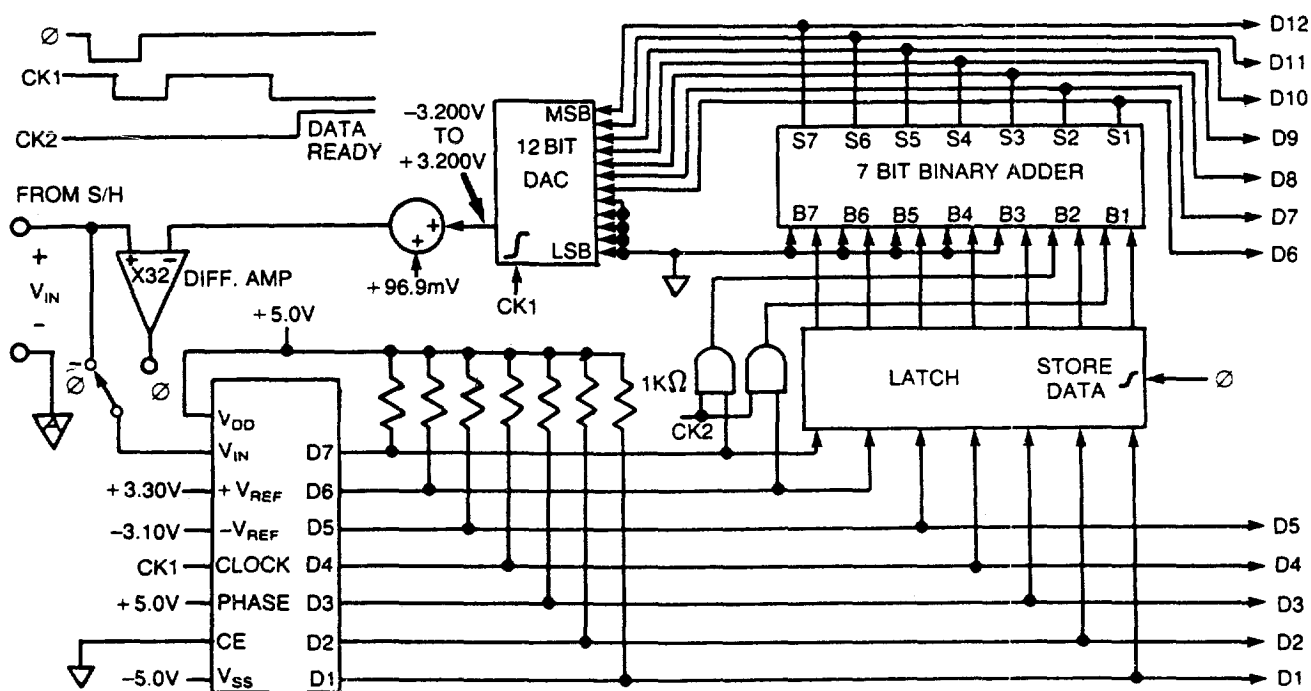 Ø
CK1
CK2
DATA
READY
FROM S/H
+
V_IN
-
+ -
X32
DIFF. AMP
Ø
Ø̅
-3.200V
TO
+3.200V
+
+
+96.9mV
MSB
12 BIT
DAC
LSB
CK1
S7 S6 S5 S4 S3 S2 S1
7 BIT BINARY ADDER
B7 B6 B5 B4 B3 B2 B1
D12
D11
D10
D9
D8
D7
D6
+5.0V
1KΩ
CK2
LATCH
STORE
DATA
Ø
V_DD
V_IN D7
+3.30V +V_REF D6
-3.10V -V_REF D5 D5
CK1 CLOCK D4 D4
+5.0V PHASE D3 D3
CE D2 D2
-5.0V V_SS D1 D1